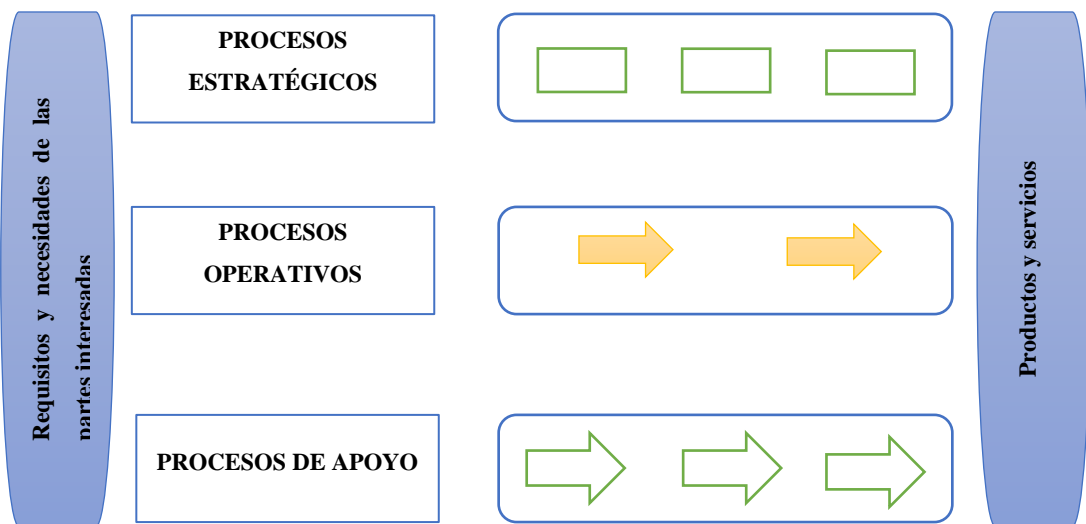 Requisitos y necesidades de las
partes interesadas
PROCESOS
ESTRATÉGICOS
PROCESOS
OPERATIVOS
PROCESOS DE APOYO
Productos y servicios